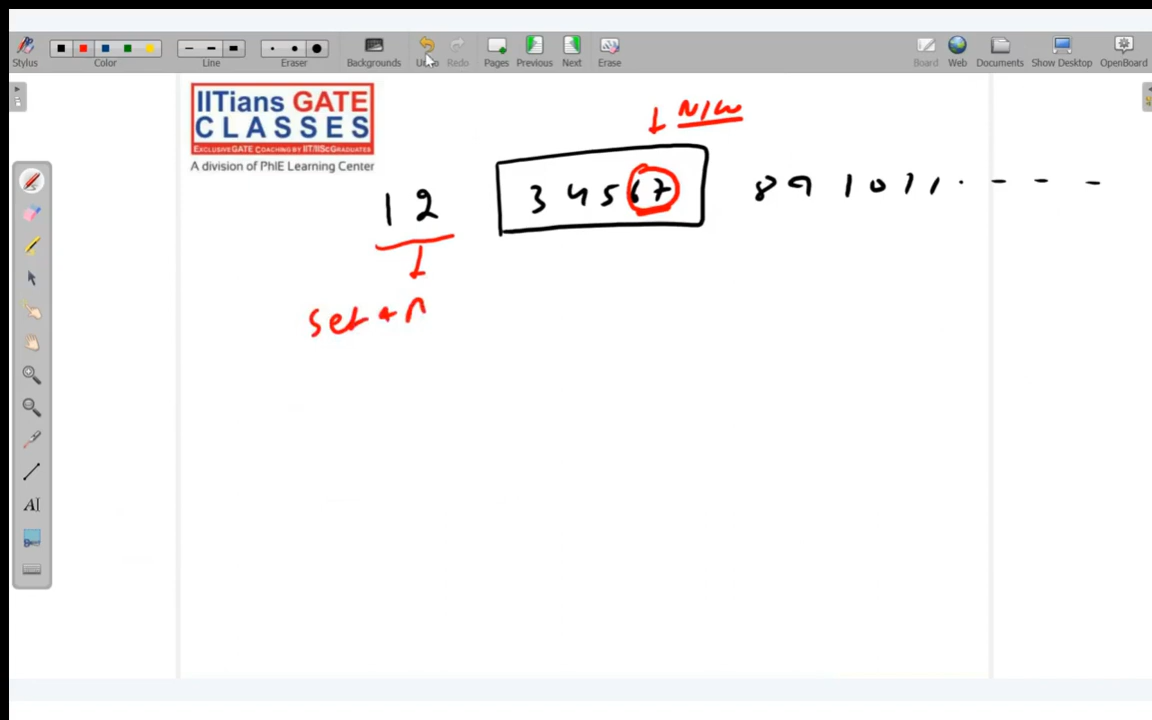 Stylus
Color
Line
Eraser
Backgrounds
Undo
Redo
Pages
Previous
Next
Erase
Board
Web
Documents
Show Desktop
OpenBoard
IITians GATE
CLASSES
EXCLUSIVE GATE COACHING BY IIT/IISc GRADUATES
A division of PhIE Learning Center
N/W
1 2 3 4 5 6 7 8 9 10 11 . - - -
AI